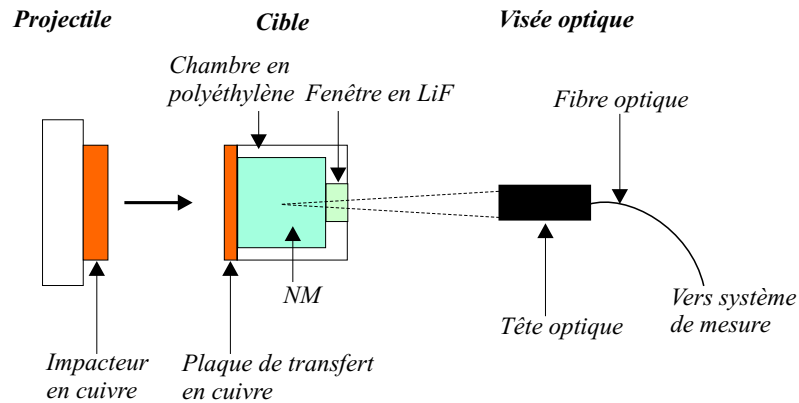 Projectile
Cible
Visée optique
Chambre en
polyéthylène
Fenêtre en LiF
Fibre optique
NM
Vers système
de mesure
Tête optique
Impacteur
en cuivre
Plaque de transfert
en cuivre